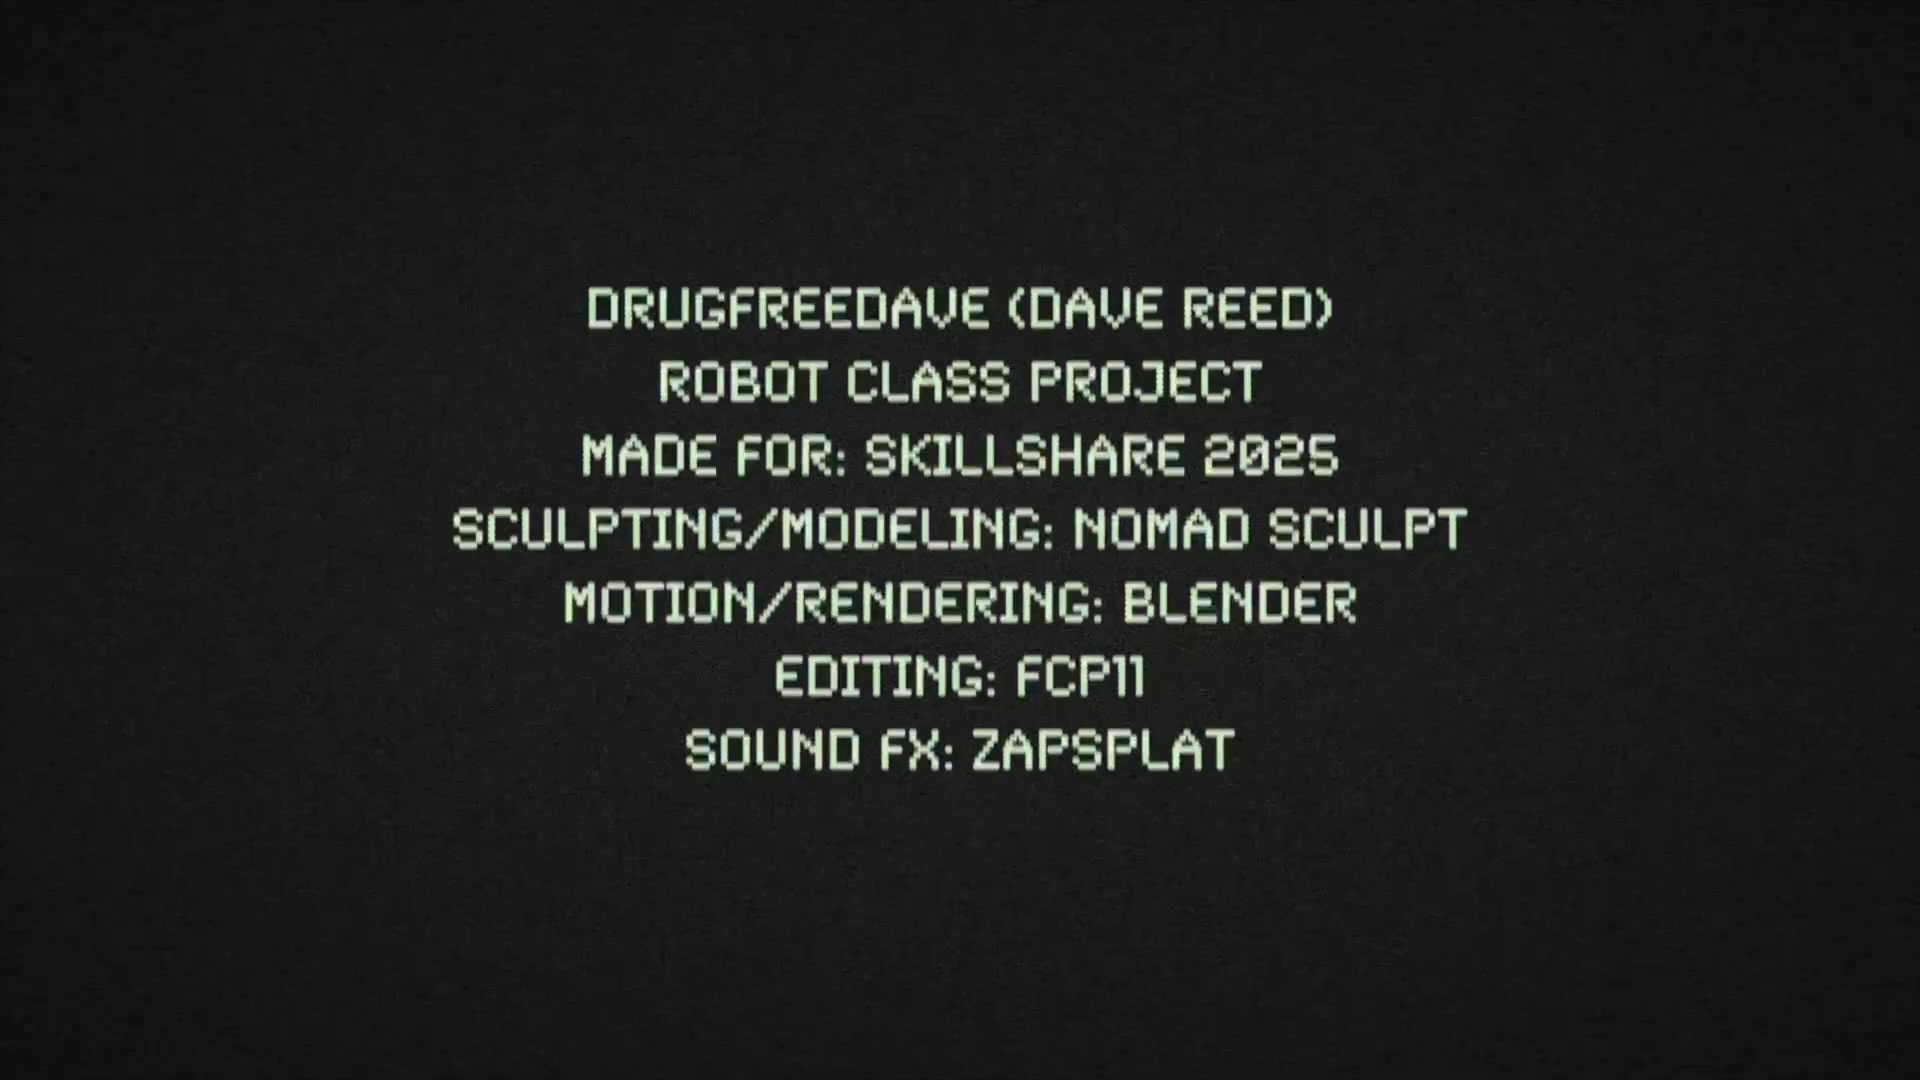 DRUGFREEDAVE (DAVE REED)
ROBOT CLASS PROJECT
MADE FOR: SKILLSHARE 2025
SCULPTING/MODELING: NOMAD SCULPT
MOTION/RENDERING: BLENDER
EDITING: FCP11
SOUND FX: ZAPSPLAT